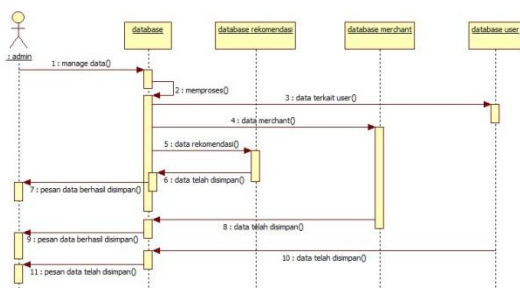 database
database rekomendasi
database merchant
database user
: admin
1 : manage data()
2 : memproses()
3 : data terkait user()
4 : data merchant()
5 : data rekomendasi()
6 : data telah disimpan()
7 : pesan data berhasil disimpan()
8 : data telah disimpan()
9 : pesan data berhasil disimpan()
10 : data telah disimpan()
11 : pesan data telah disimpan()